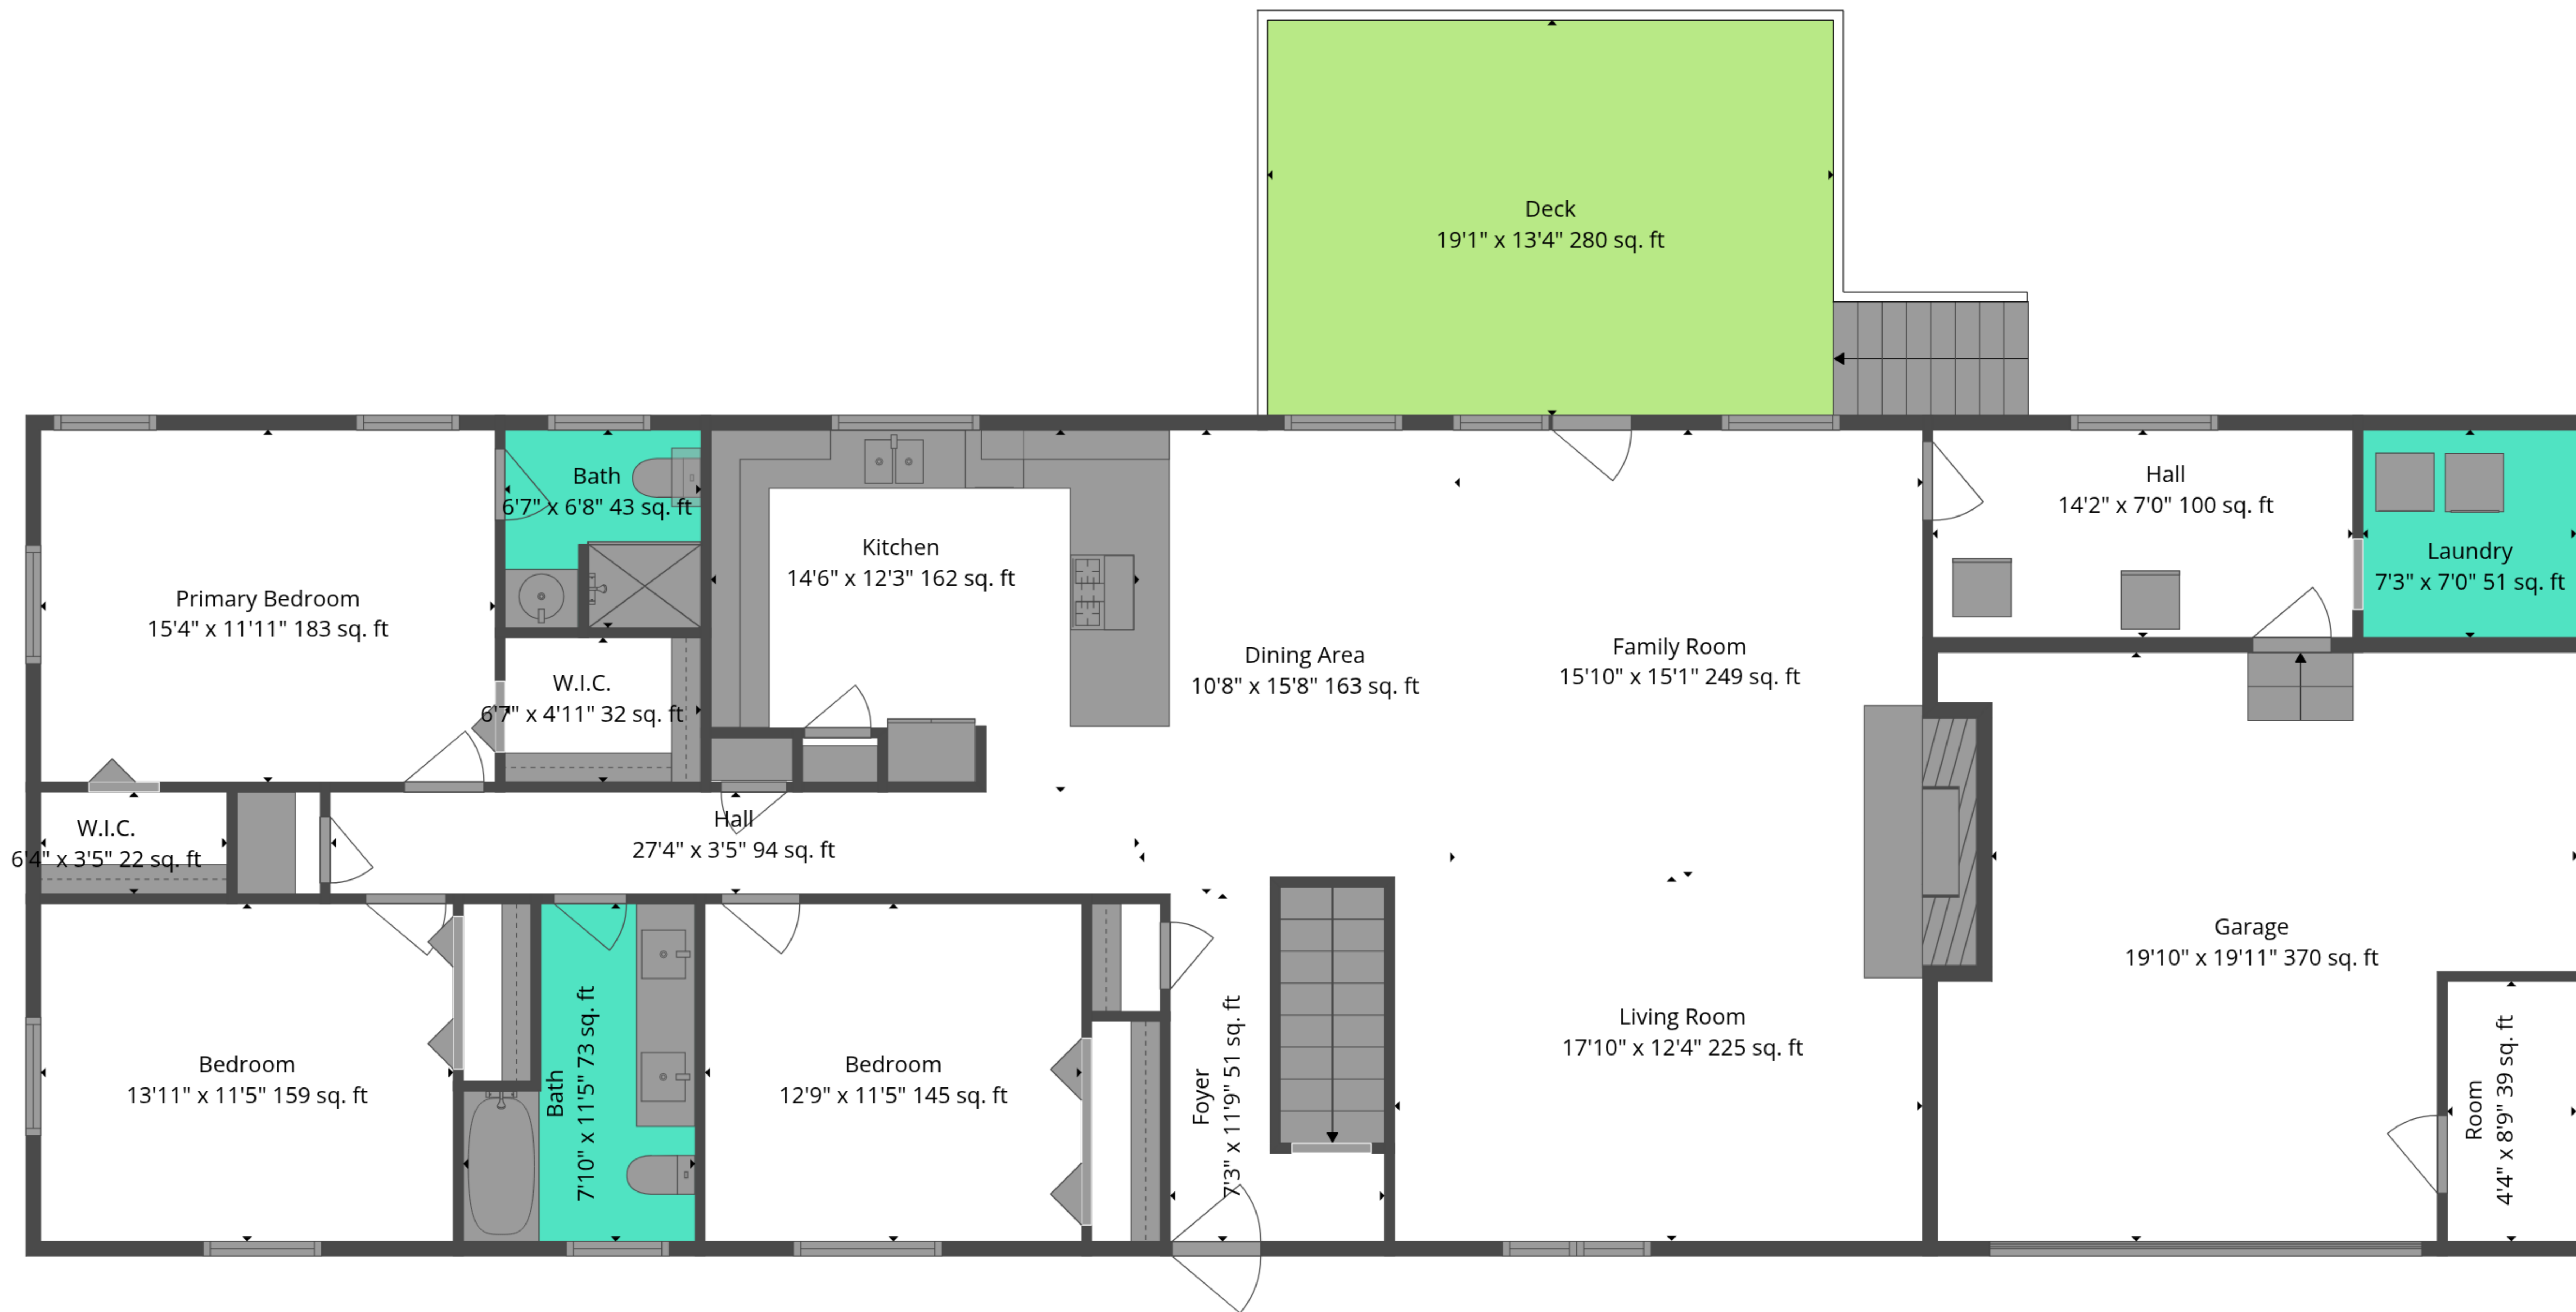 Deck
19'1" x 13'4" 280 sq. ft
Bath
6'7" x 6'8" 43 sq. ft
Hall
14'2" x 7'0" 100 sq. ft
Kitchen
14'6" x 12'3" 162 sq. ft
Laundry
7'3" x 7'0" 51 sq. ft
Primary Bedroom
15'4" x 11'11" 183 sq. ft
Dining Area
10'8" x 15'8" 163 sq. ft
Family Room
15'10" x 15'1" 249 sq. ft
W.I.C.
6'7" x 4'11" 32 sq. ft
W.I.C.
6'4" x 3'5" 22 sq. ft
Hall
27'4" x 3'5" 94 sq. ft
Garage
19'10" x 19'11" 370 sq. ft
Bedroom
13'11" x 11'5" 159 sq. ft
Bath
7'10" x 11'5" 73 sq. ft
Bedroom
12'9" x 11'5" 145 sq. ft
Foyer
7'3" x 11'9" 51 sq. ft
Living Room
17'10" x 12'4" 225 sq. ft
Room
4'4" x 8'9" 39 sq. ft